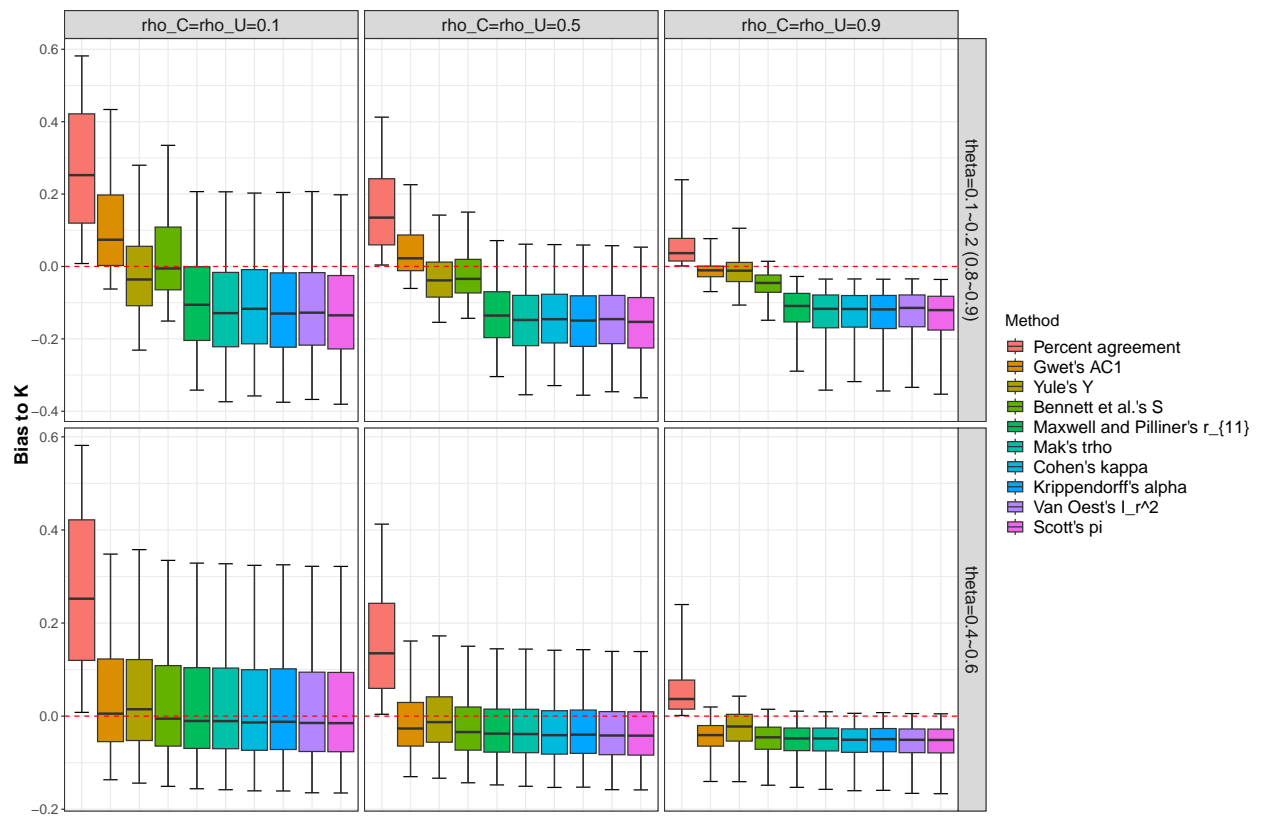 rho_C=rho_U=0.1
rho_C=rho_U=0.5
rho_C=rho_U=0.9
0.6
0.4
0.2
0.0
−0.2
−0.4
theta=0.1~0.2 (0.8~0.9)
0.6
0.4
0.2
0.0
−0.2
theta=0.4~0.6
Bias to K
Method
Percent agreement
Gwet's AC1
Yule's Y
Bennett et al.'s S
Maxwell and Pilliner's r_{11}
Mak's trho
Cohen's kappa
Krippendorff's alpha
Van Oest's I_r^2
Scott's pi